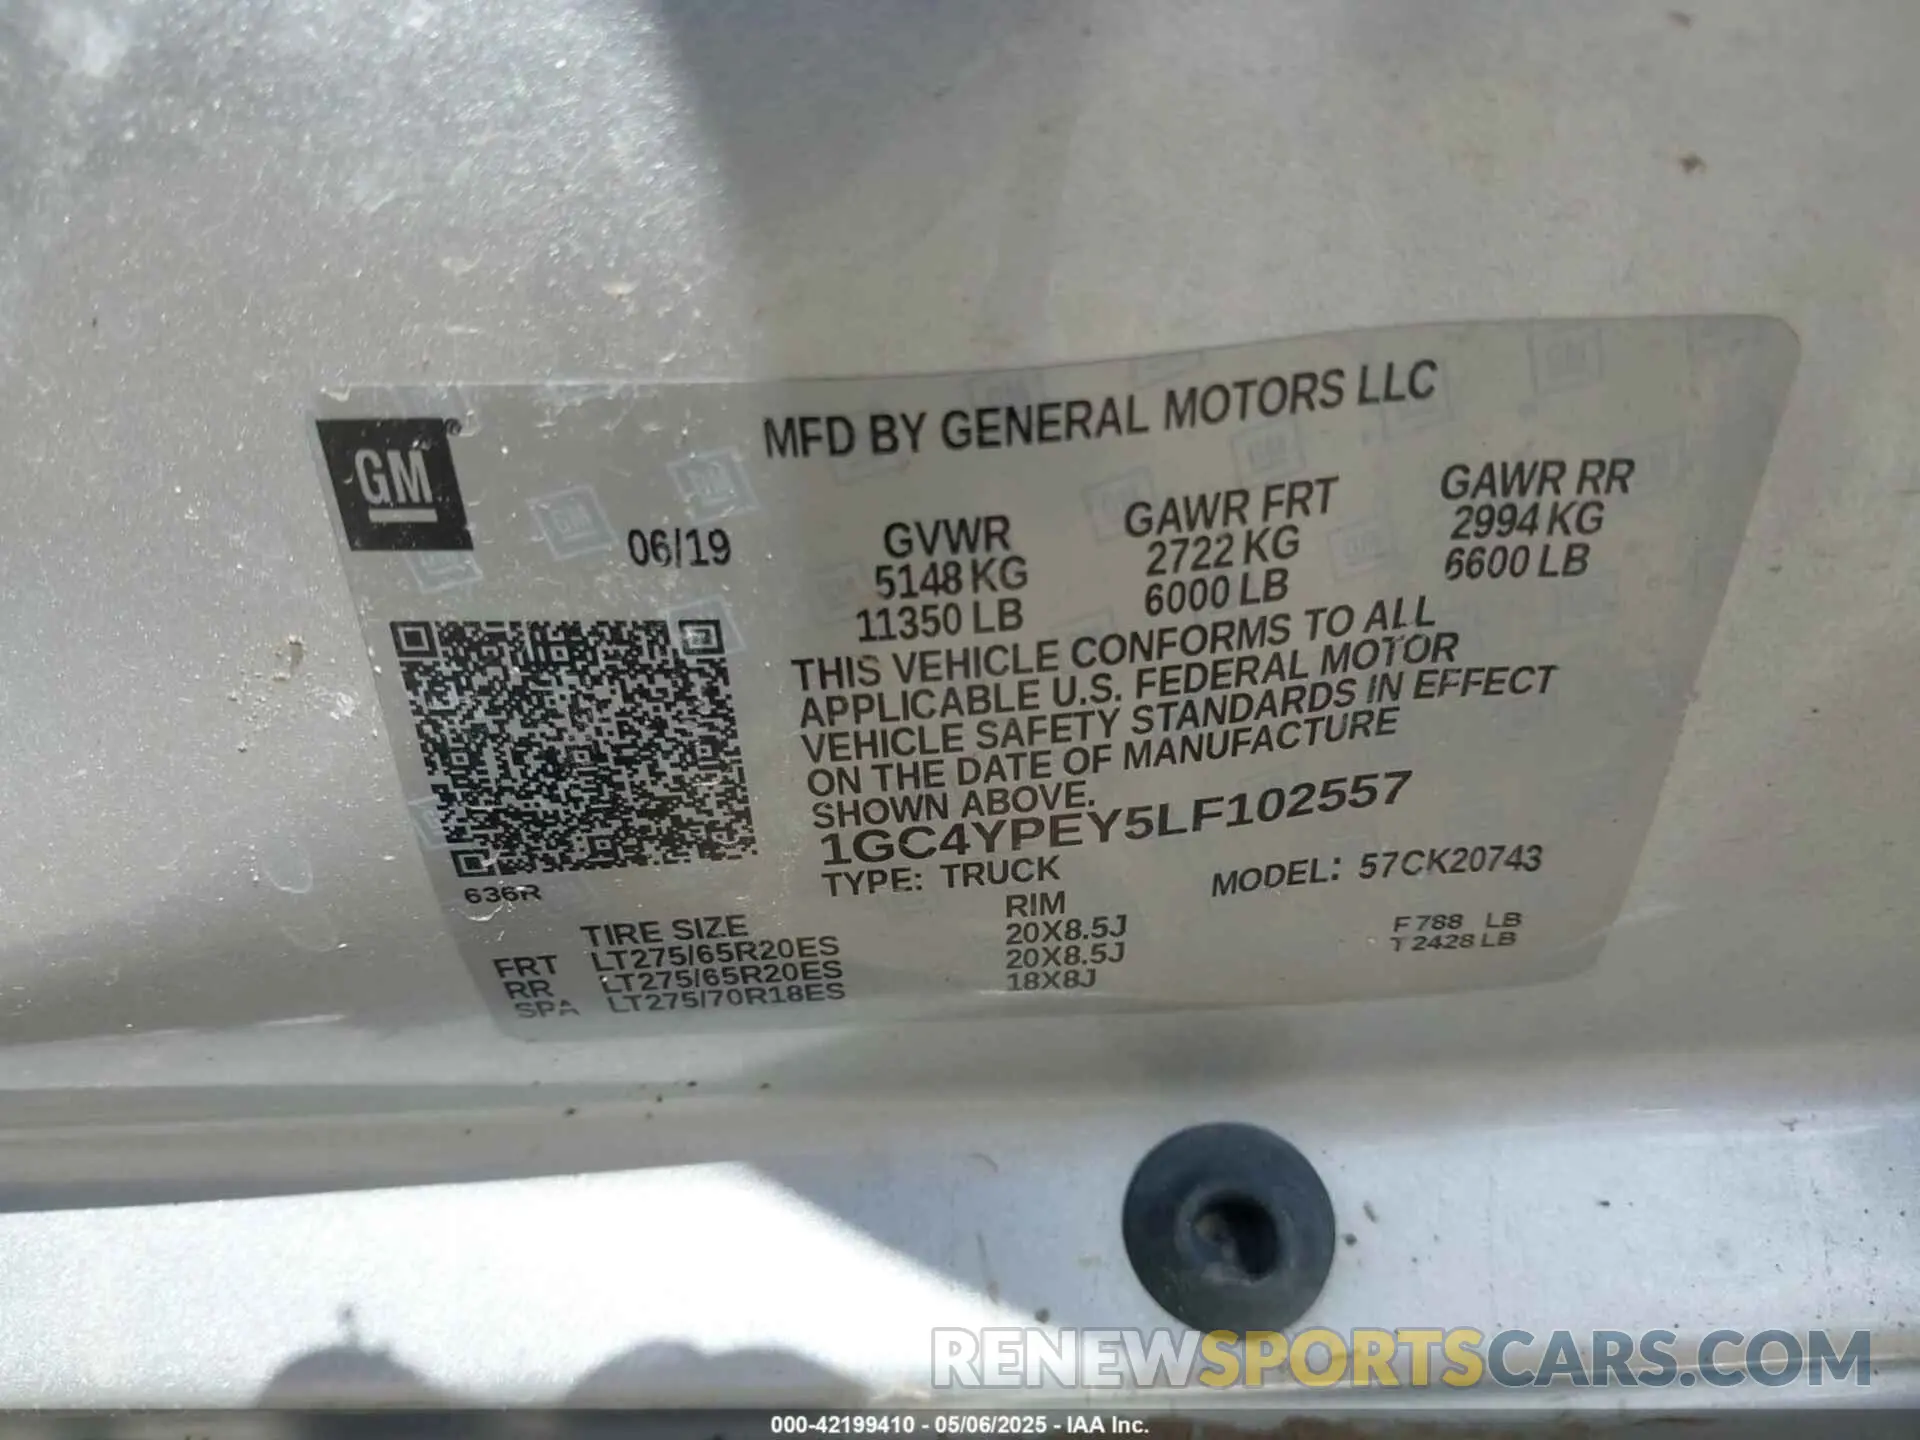 GM®
MFD BY GENERAL MOTORS LLC
06/19
GVWR
5148 KG
11350 LB
GAWR FRT
2722 KG
6000 LB
GAWR RR
2994 KG
6600 LB
THIS VEHICLE CONFORMS TO ALL
APPLICABLE U.S. FEDERAL MOTOR
VEHICLE SAFETY STANDARDS IN EFFECT
ON THE DATE OF MANUFACTURE
SHOWN ABOVE.
1GC4YPEY5LF102557
TYPE: TRUCK
MODEL: 57CK20743
636R
TIRE SIZE RIM
FRT LT275/65R20ES 20X8.5J
RR LT275/65R20ES 20X8.5J
SPA LT275/70R18ES 18X8J
F 788 LB
T 2428 LB
RENEWSPORTSCARS.COM
000-42199410 - 05/06/2025 - IAA Inc.